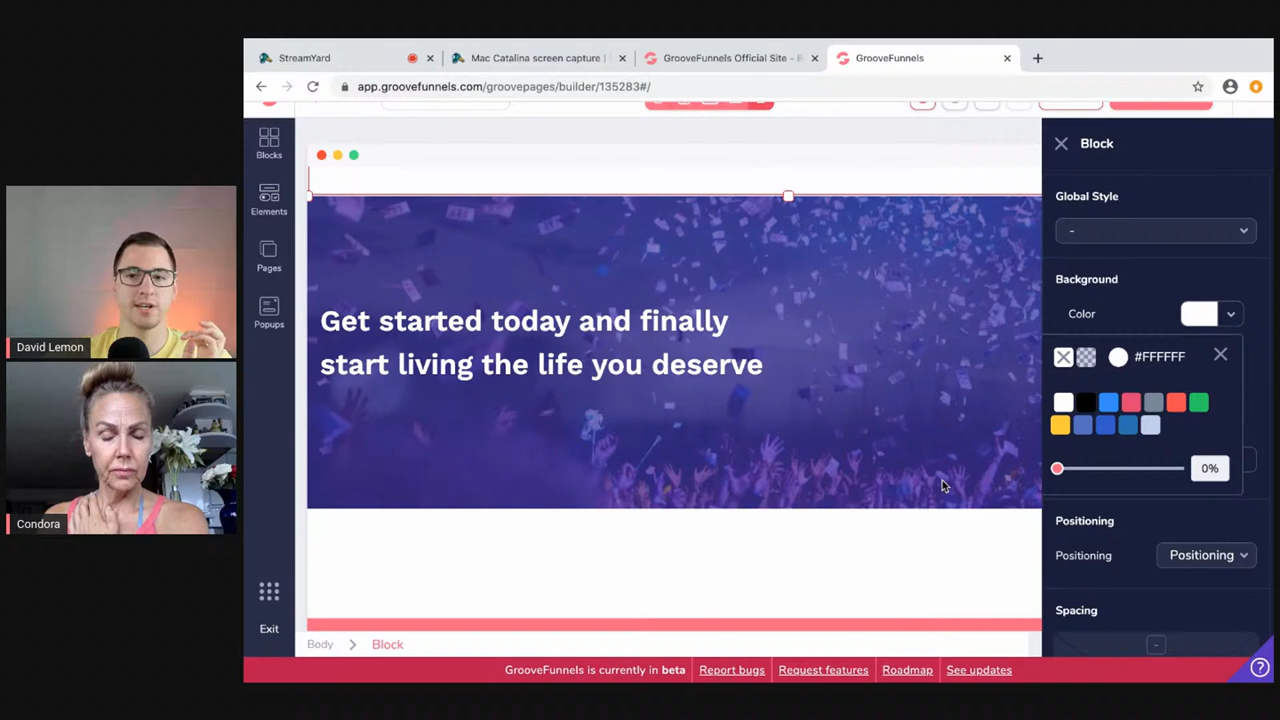 StreamYard
Mac Catalina screen capture |
GrooveFunnels Official Site - B
GrooveFunnels
app.groovefunnels.com/groovepages/builder/135283#/
Blocks
Elements
Pages
Popups
Exit
Get started today and finally
start living the life you deserve
Block
Global Style
-
Background
Color
#FFFFFF
0%
Positioning
Positioning
Positioning
Spacing
-
Body
Block
GrooveFunnels is currently in beta
Report bugs
Request features
Roadmap
See updates
?
David Lemon
Condora